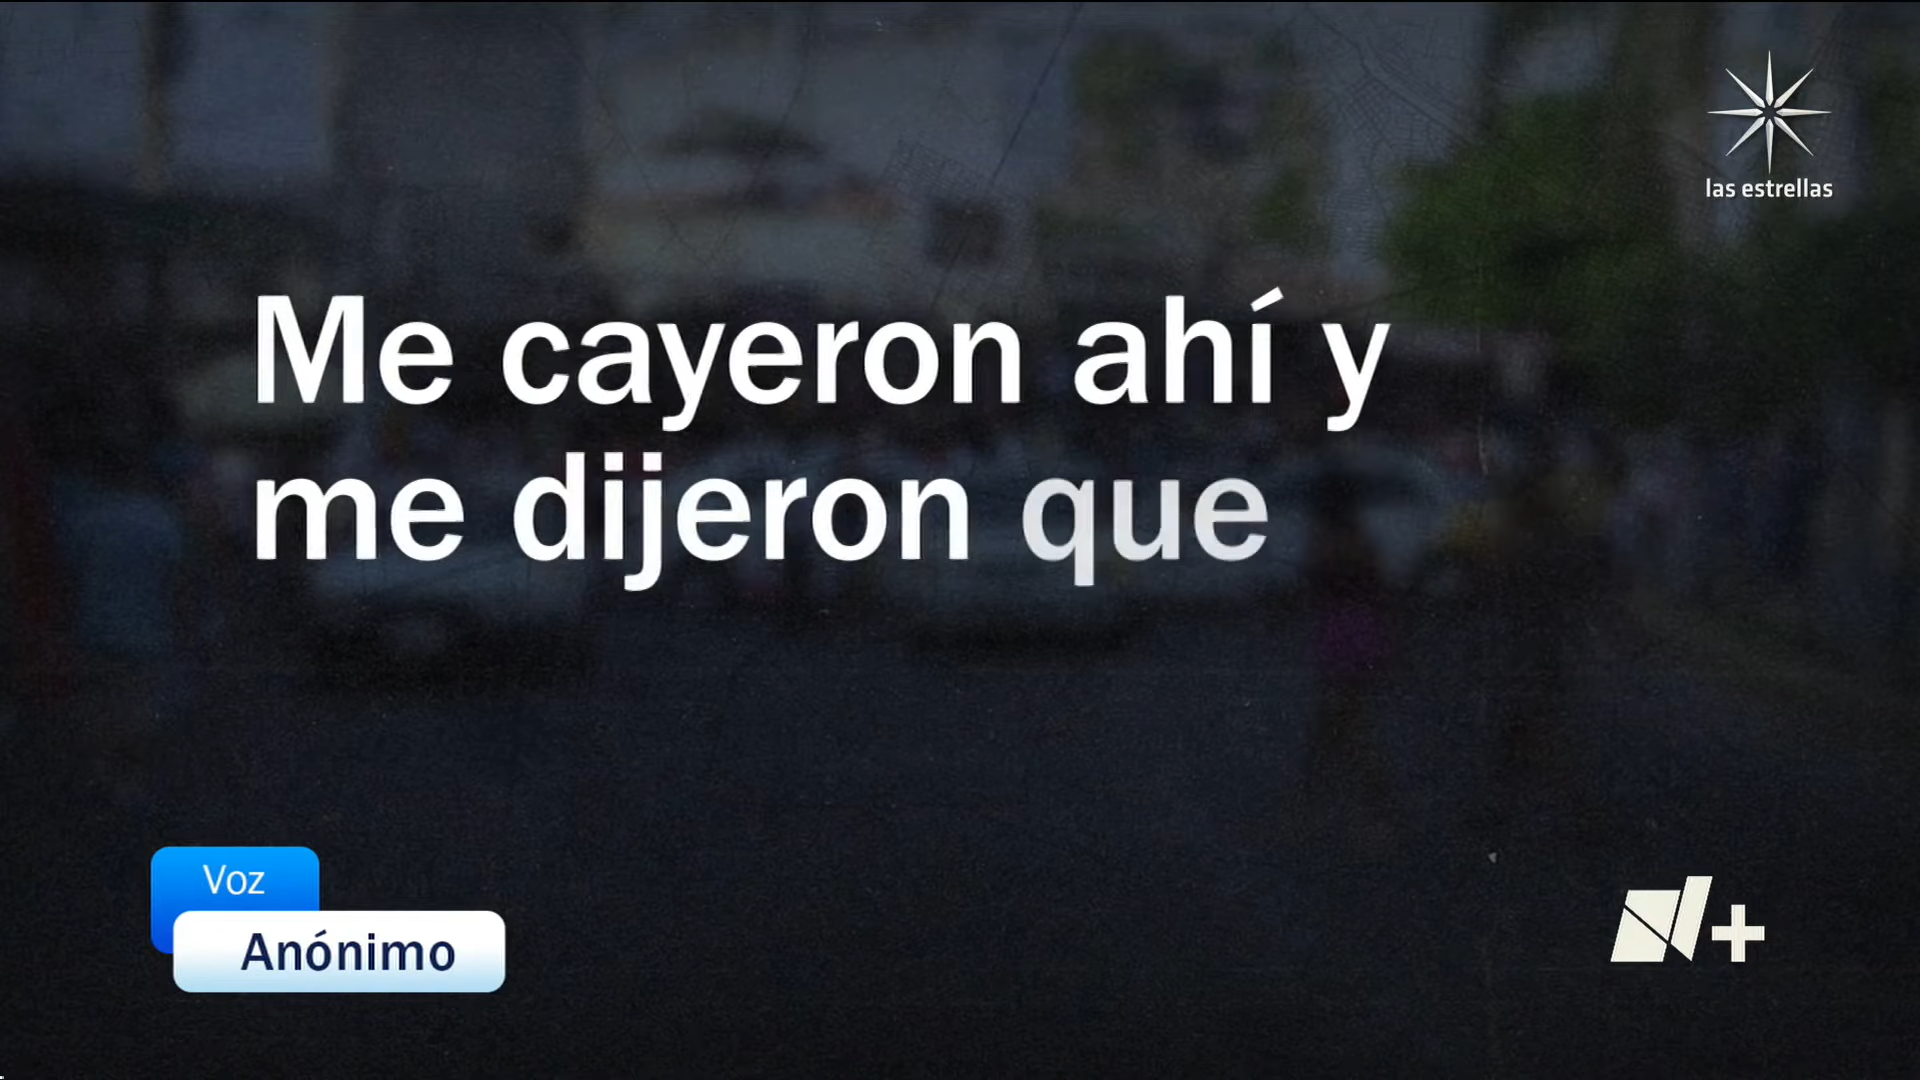 las estrellas
Me cayeron ahí y
me dijeron que
Voz
Anónimo
N+